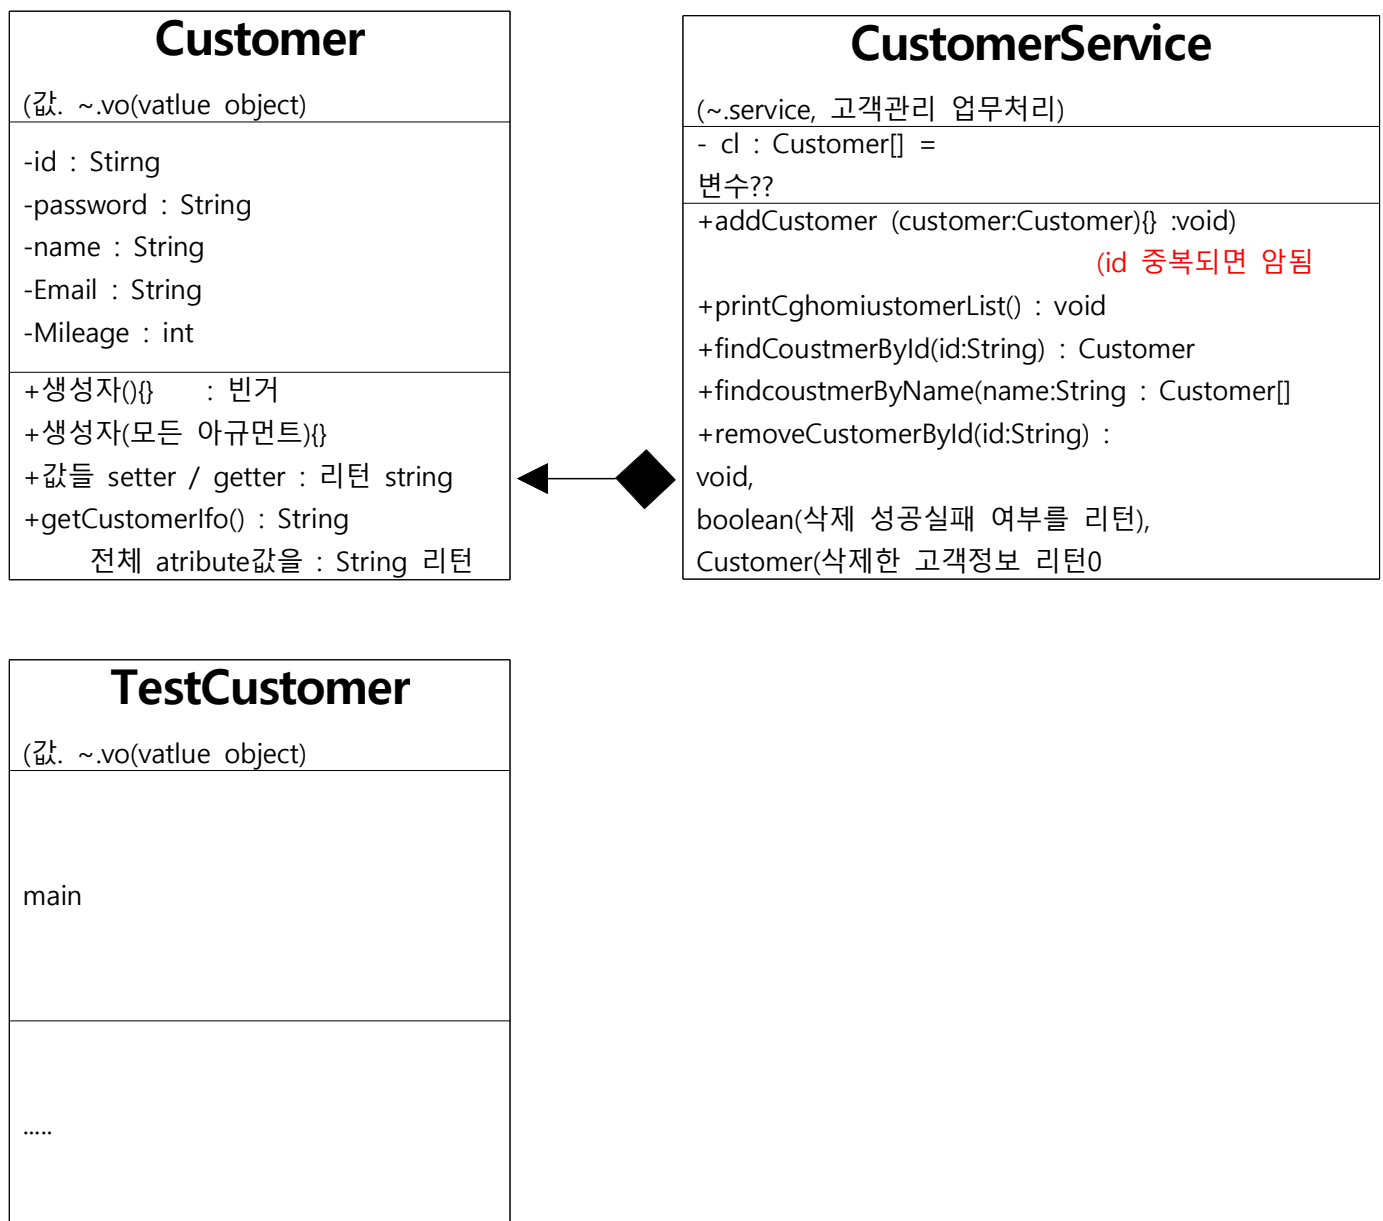 Customer
(값. ~.vo(vatlue object)
-id : Stirng
-password : String
-name : String
-Email : String
-Mileage : int
+생성자(){} : 빈거
+생성자(모든 아규먼트){}
+값들 setter / getter : 리턴 string
+getCustomerIfo() : String
전체 atribute값을 : String 리턴
CustomerService
(~.service, 고객관리 업무처리)
- cl : Customer[] =
변수??
+addCustomer (customer:Customer){} :void)
(id 중복되면 암됨
+printCghomiustomerList() : void
+findCoustmerById(id:String) : Customer
+findcoustmerByName(name:String : Customer[]
+removeCustomerById(id:String) :
void,
boolean(삭제 성공실패 여부를 리턴),
Customer(삭제한 고객정보 리턴0
TestCustomer
(값. ~.vo(vatlue object)
main
.....